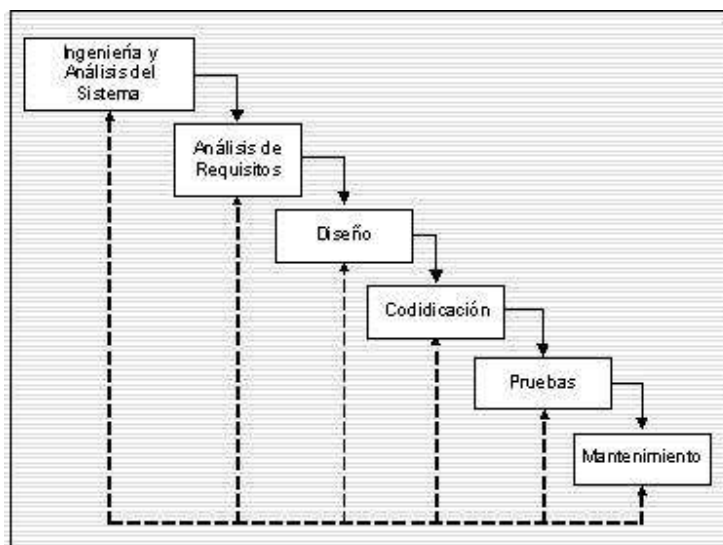 Ingeniería y
Análisis del
Sistema
Análisis de
Requisitos
Diseño
Codidicación
Pruebas
Mantenimiento